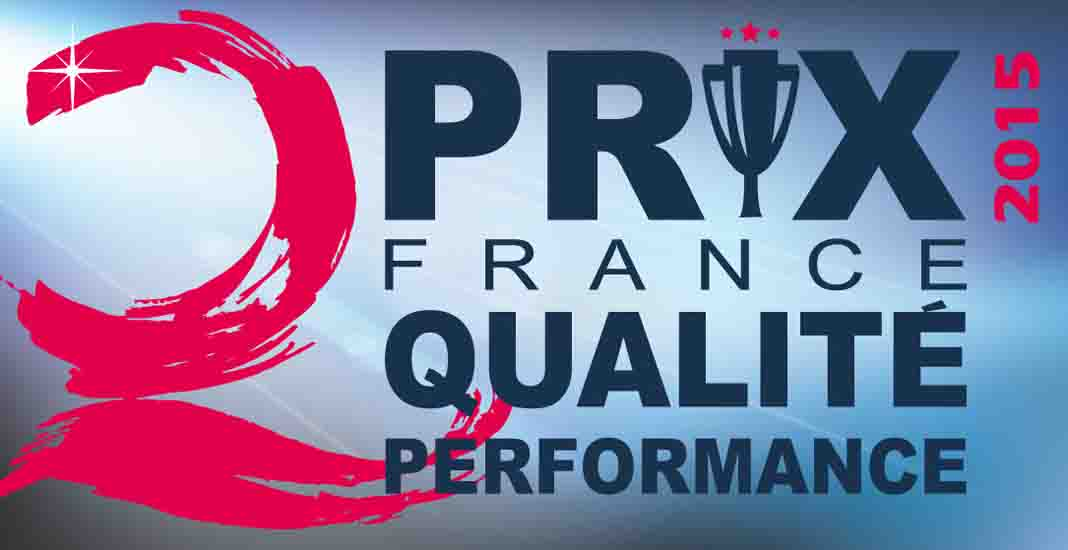 PRIX
2015
FRANCE
QUALITÉ
PERFORMANCE